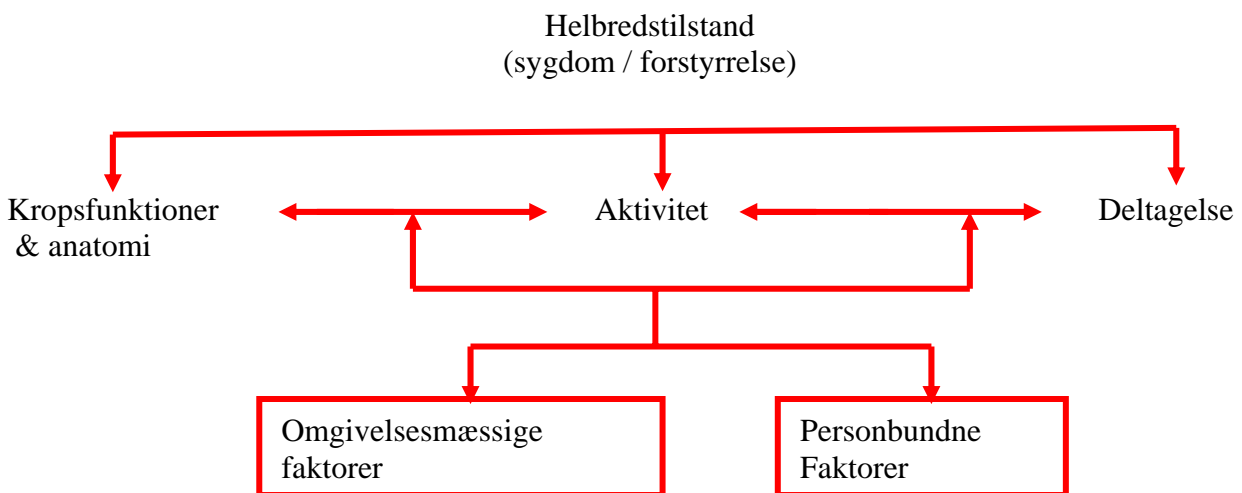 Helbredstilstand
(sygdom / forstyrrelse)
Kropsfunktioner
& anatomi
Aktivitet
Deltagelse
Omgivelsesmæssige
faktorer
Personbundne
Faktorer